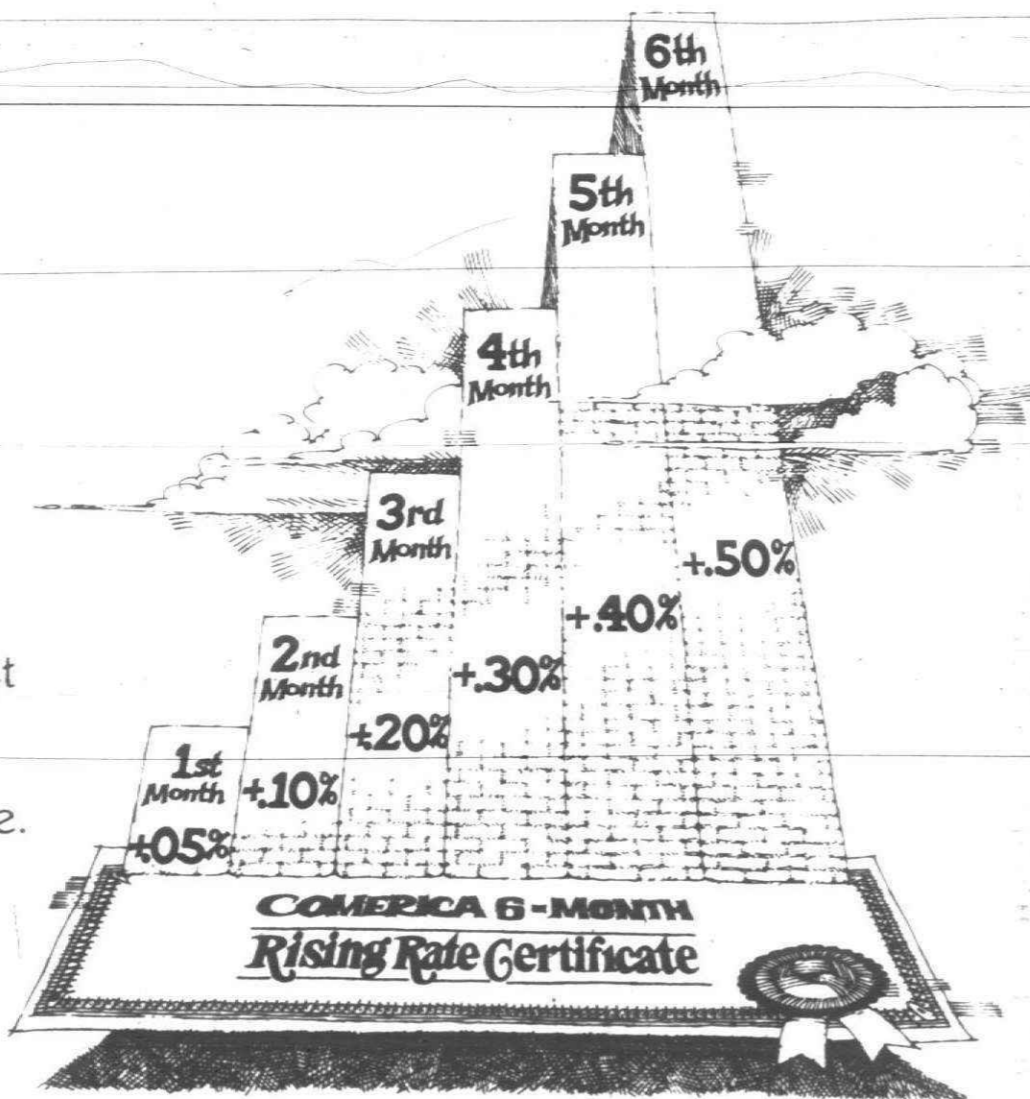 6th
Month
5th
Month
4th
Month
3rd
Month
2nd
Month
1st
Month
+.05%
+.10%
+.20%
+.30%
+.40%
+.50%
COMERICA 6-MONTH
Rising Rate Certificate